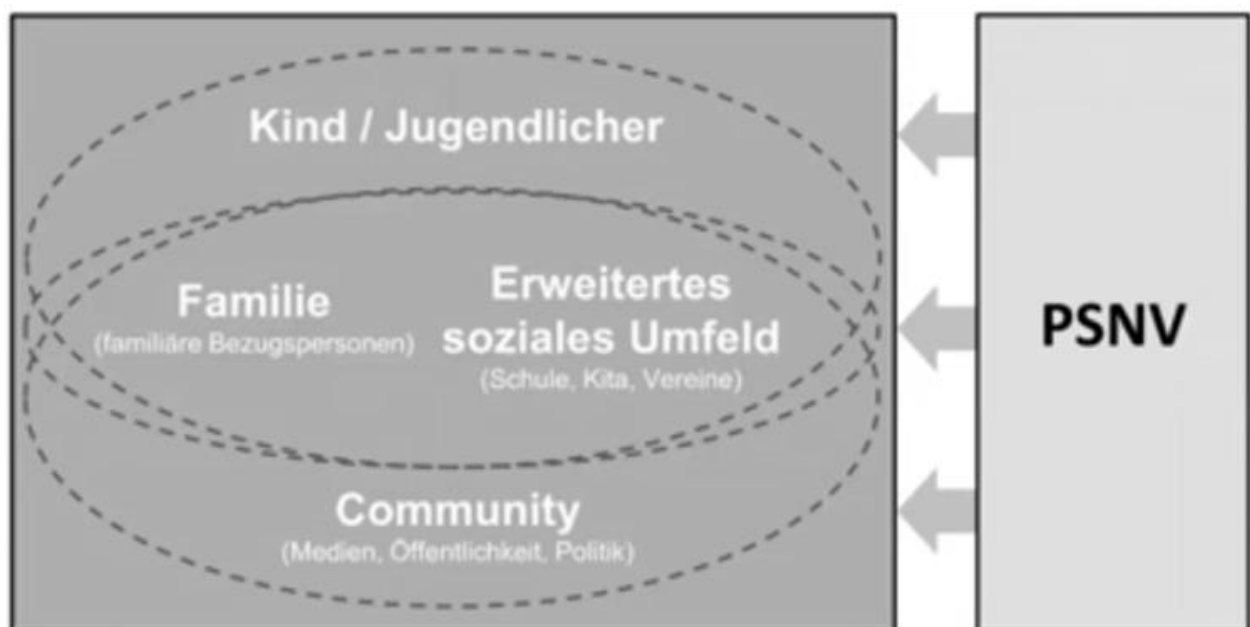 Kind / Jugendlicher
Familie
(familiäre Bezugspersonen)
Erweitertes
soziales Umfeld
(Schule, Kita, Vereine)
Community
(Medien, Öffentlichkeit, Politik)
PSNV